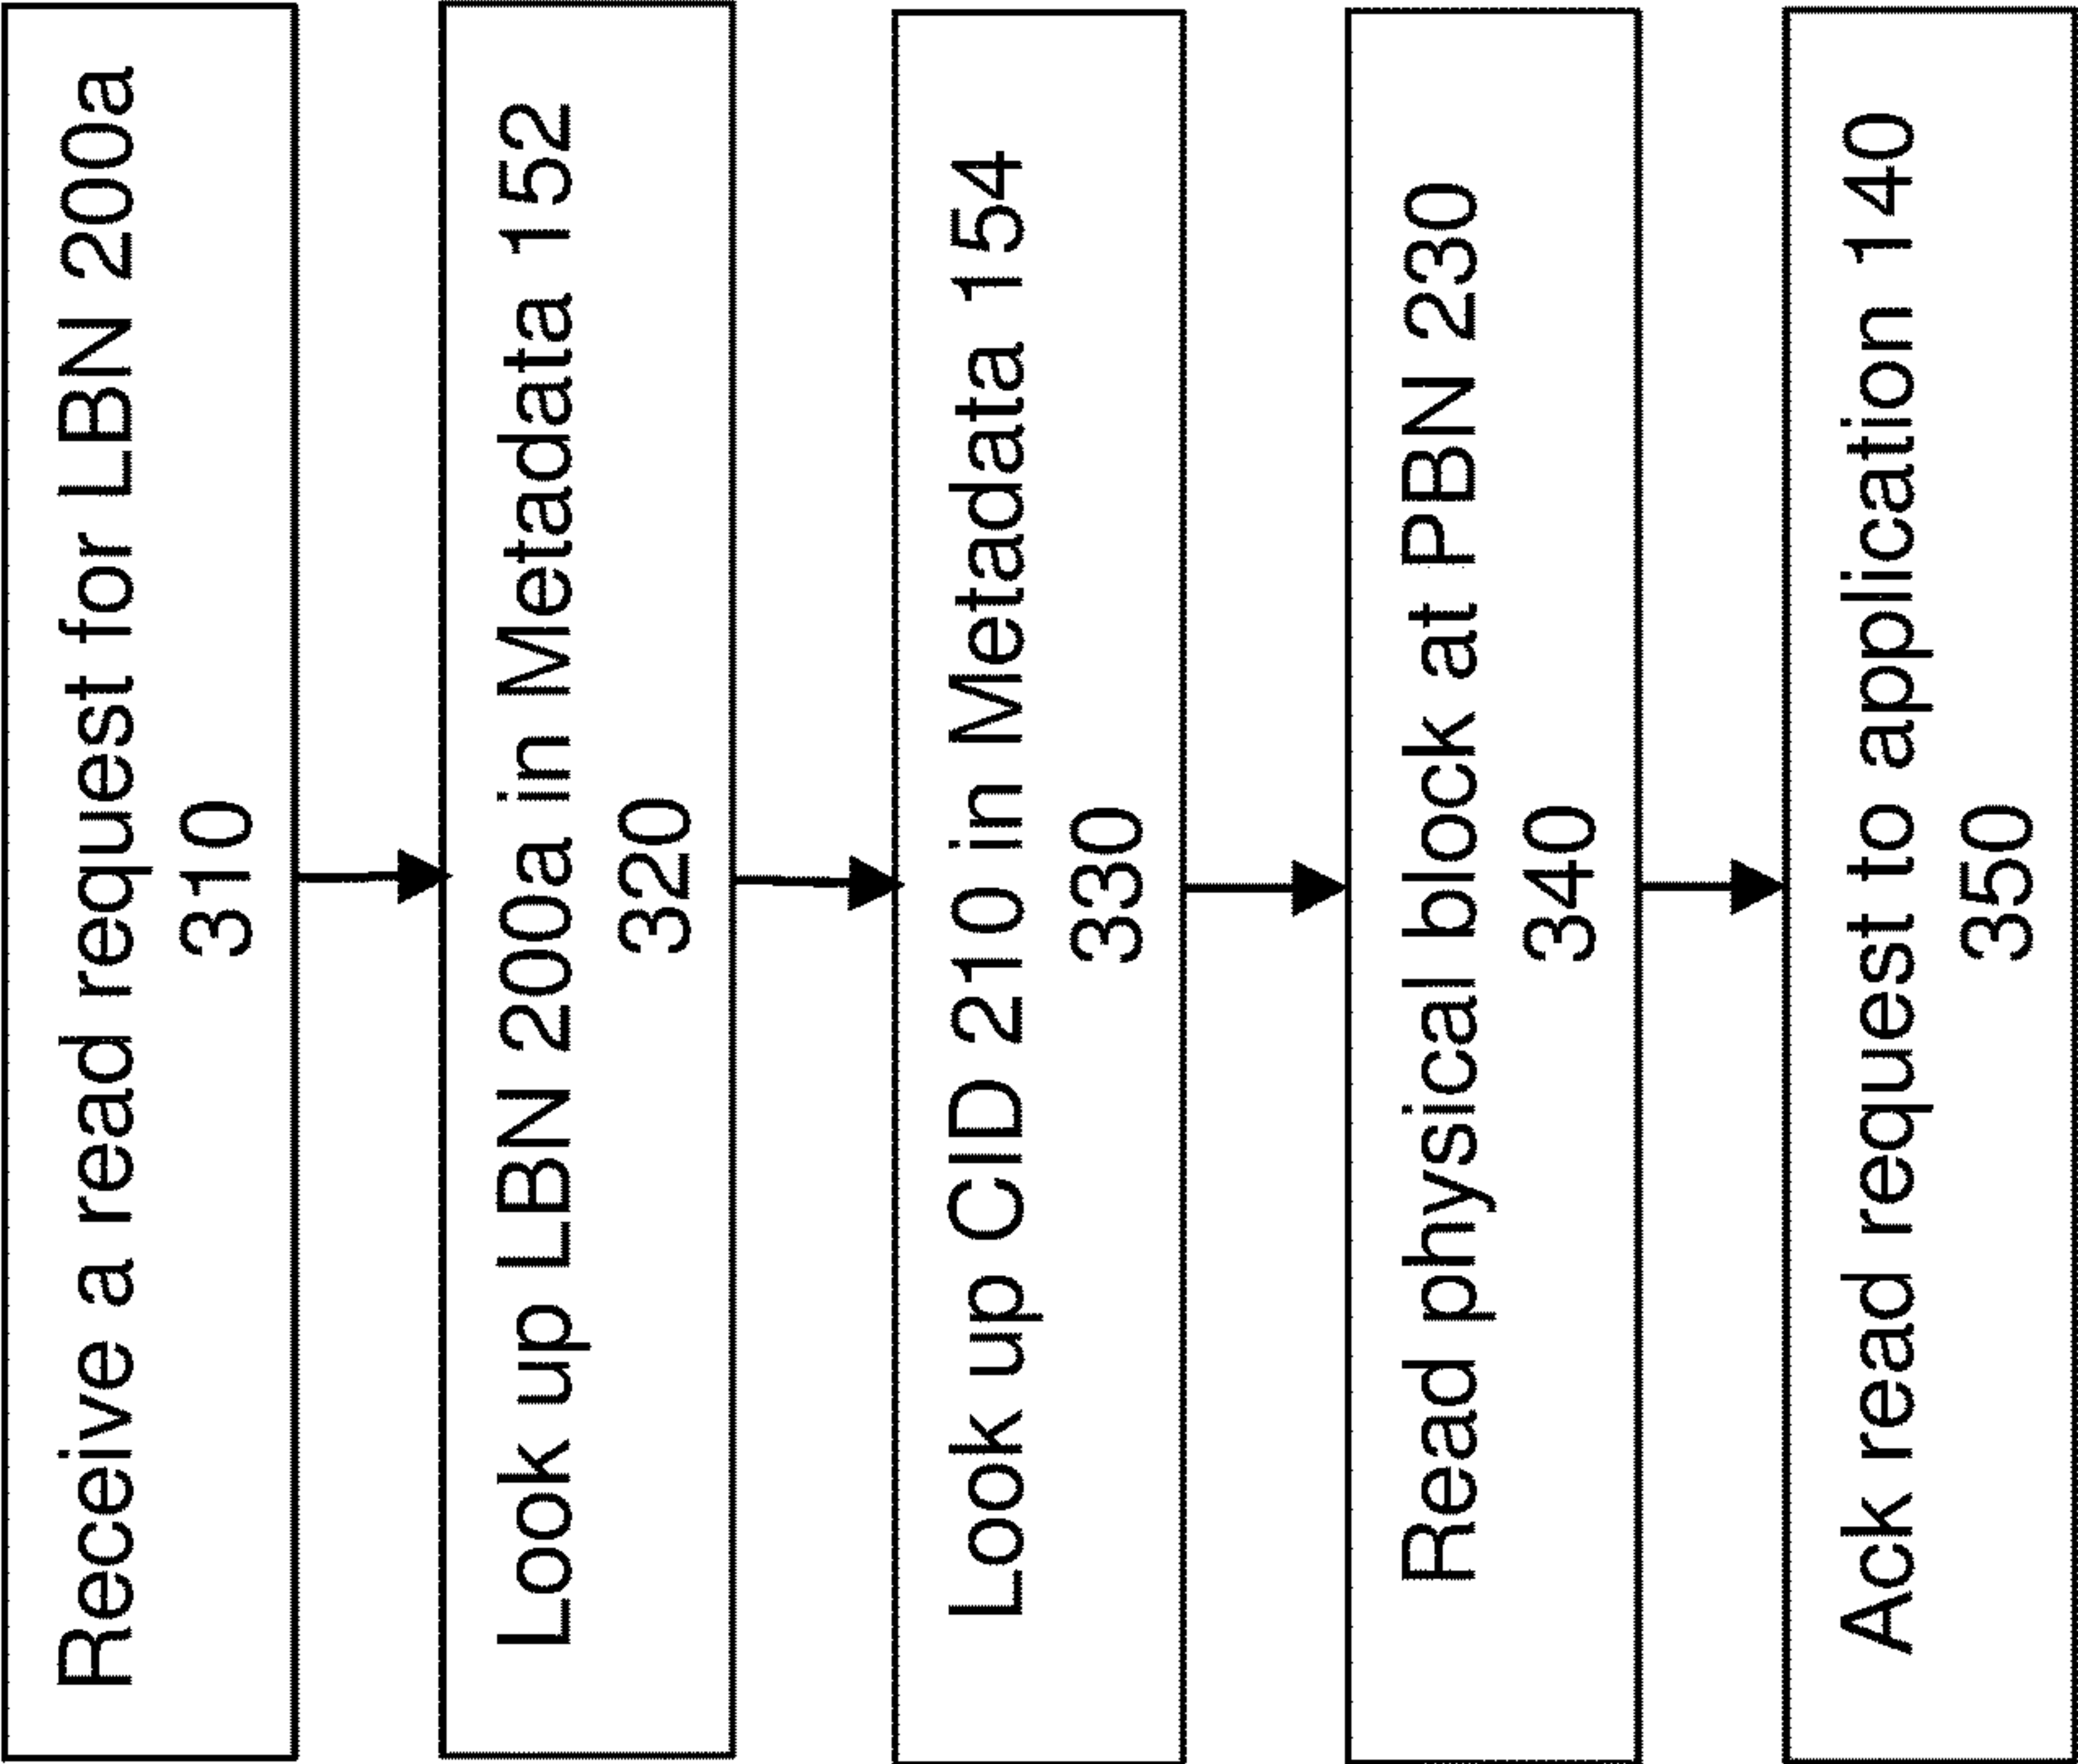 Receive a read request for LBN 200a
310
Look up LBN 200a in Metadata 152
320
Look up CID 210 in Metadata 154
330
Read physical block at PBN 230
340
Ack read request to application 140
350